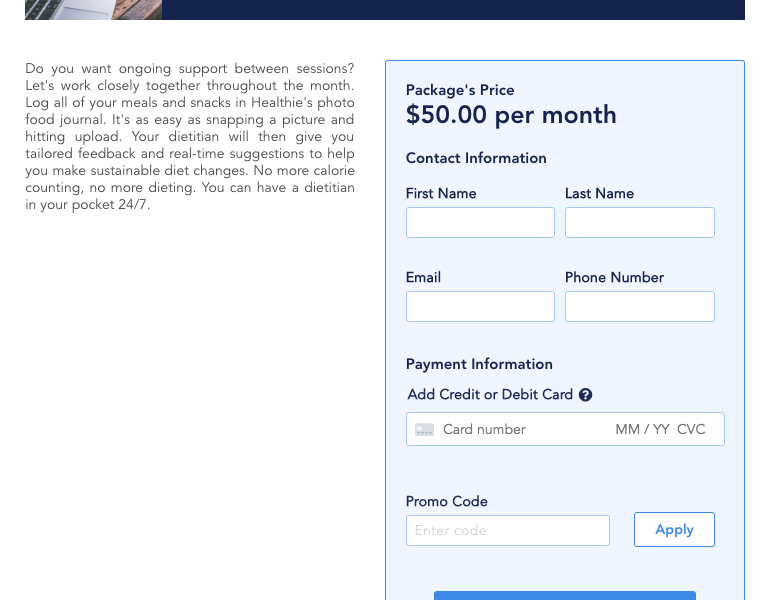 Do you want ongoing support between sessions?
Let's work closely together throughout the month.
Log all of your meals and snacks in Healthie's photo
food journal. It's as easy as snapping a picture and
hitting upload. Your dietitian will then give you
tailored feedback and real-time suggestions to help
you make sustainable diet changes. No more calorie
counting, no more dieting. You can have a dietitian
in your pocket 24/7.
Package's Price
$50.00 per month
Contact Information
First Name Last Name
Email Phone Number
Payment Information
Add Credit or Debit Card ?
Card number MM / YY CVC
Promo Code
Enter code Apply